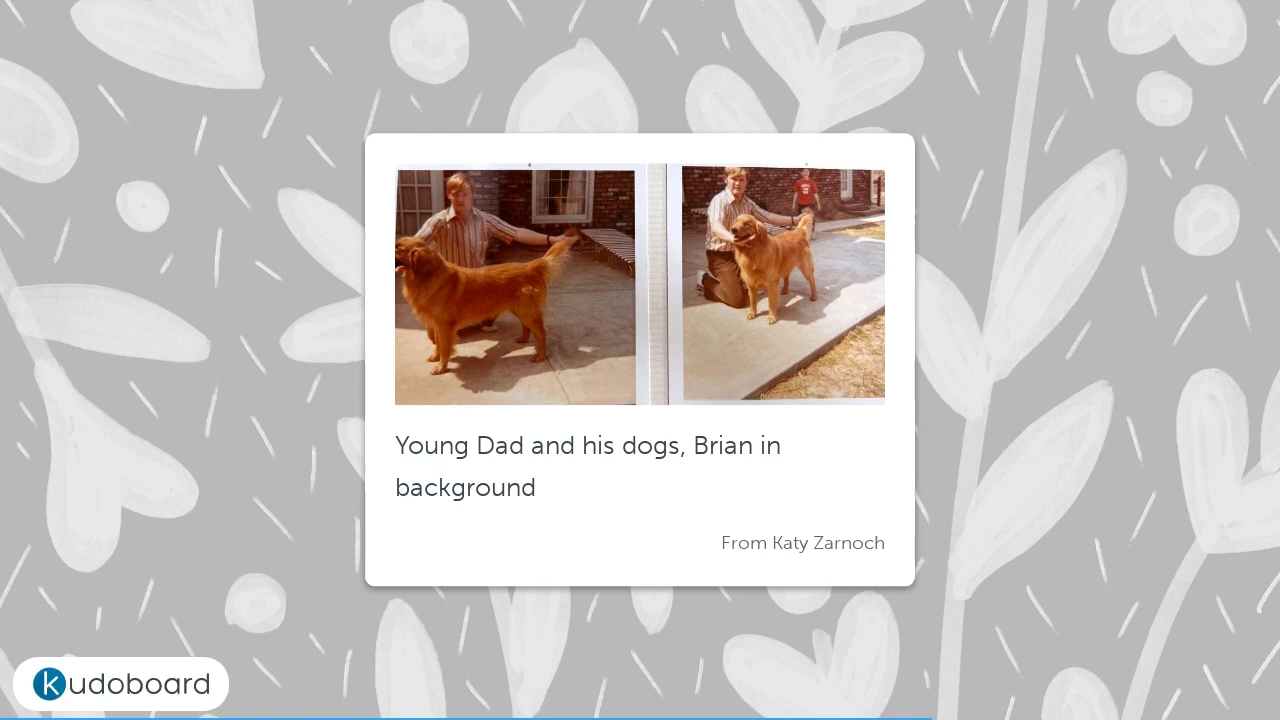 Young Dad and his dogs, Brian in
background
From Katy Zarnoch
kudoboard